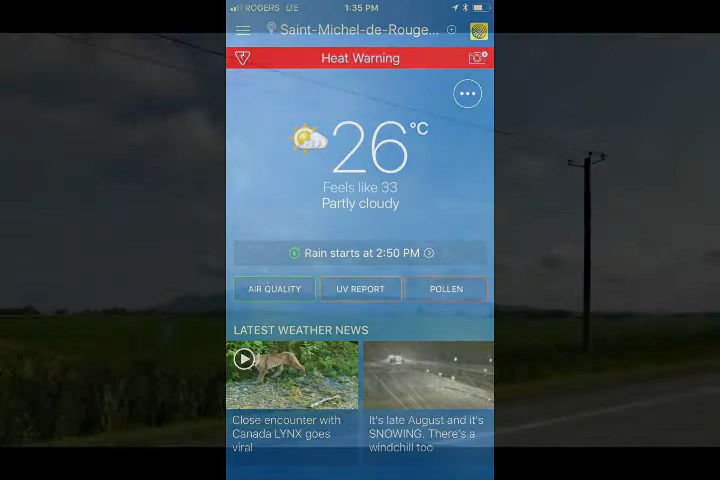 ROGERS LTE 1:35 PM
Saint-Michel-de-Rouge...
Heat Warning
26 °C
Feels like 33
Partly cloudy
Rain starts at 2:50 PM
AIR QUALITY UV REPORT POLLEN
LATEST WEATHER NEWS
Close encounter with
Canada LYNX goes
viral
It's late August and it's
SNOWING. There's a
windchill too